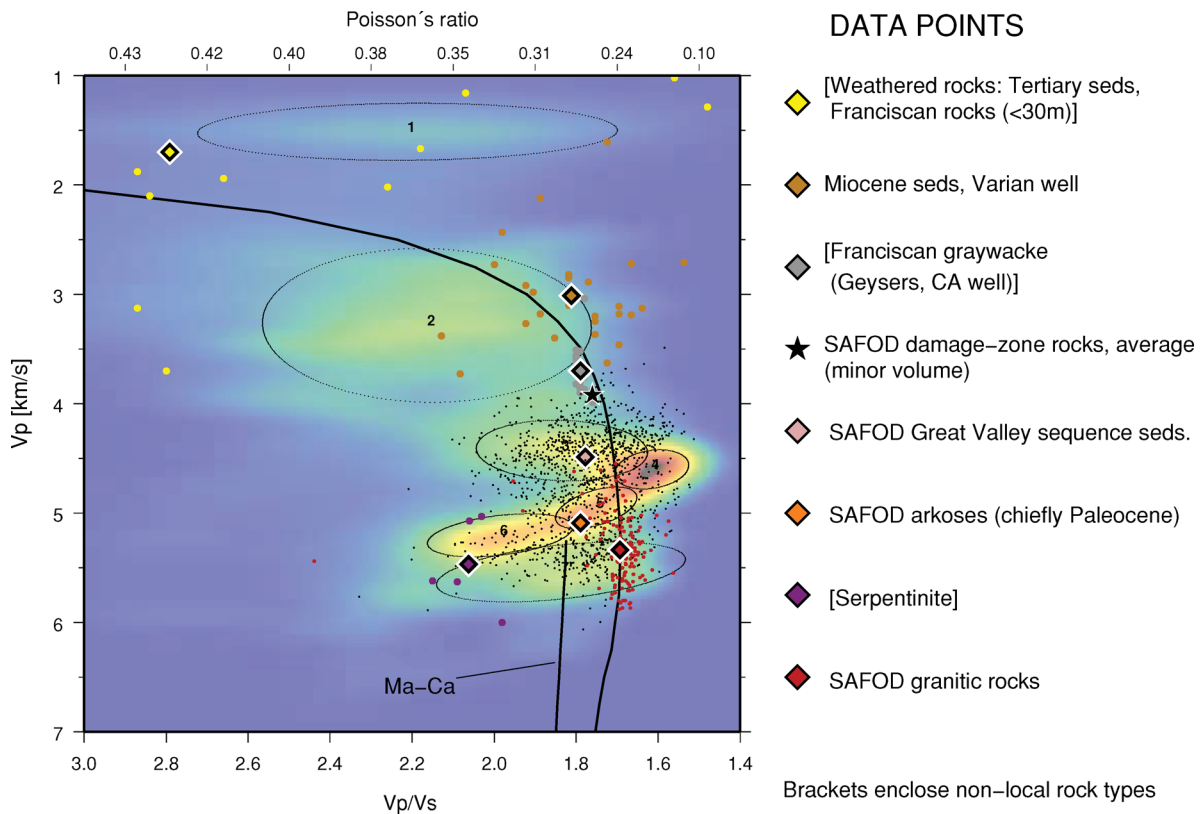 Poisson´s ratio
0.43 0.42 0.40 0.38 0.35 0.31 0.24 0.10
1
2
3
4
5
6
7
Vp [km/s]
1
2
4
5
6
Ma−Ca
3.0 2.8 2.6 2.4 2.2 2.0 1.8 1.6 1.4
Vp/Vs
DATA POINTS
[Weathered rocks: Tertiary seds,
Franciscan rocks (<30m)]
Miocene seds, Varian well
[Franciscan graywacke
(Geysers, CA well)]
SAFOD damage−zone rocks, average
(minor volume)
SAFOD Great Valley sequence seds.
SAFOD arkoses (chiefly Paleocene)
[Serpentinite]
SAFOD granitic rocks
Brackets enclose non−local rock types